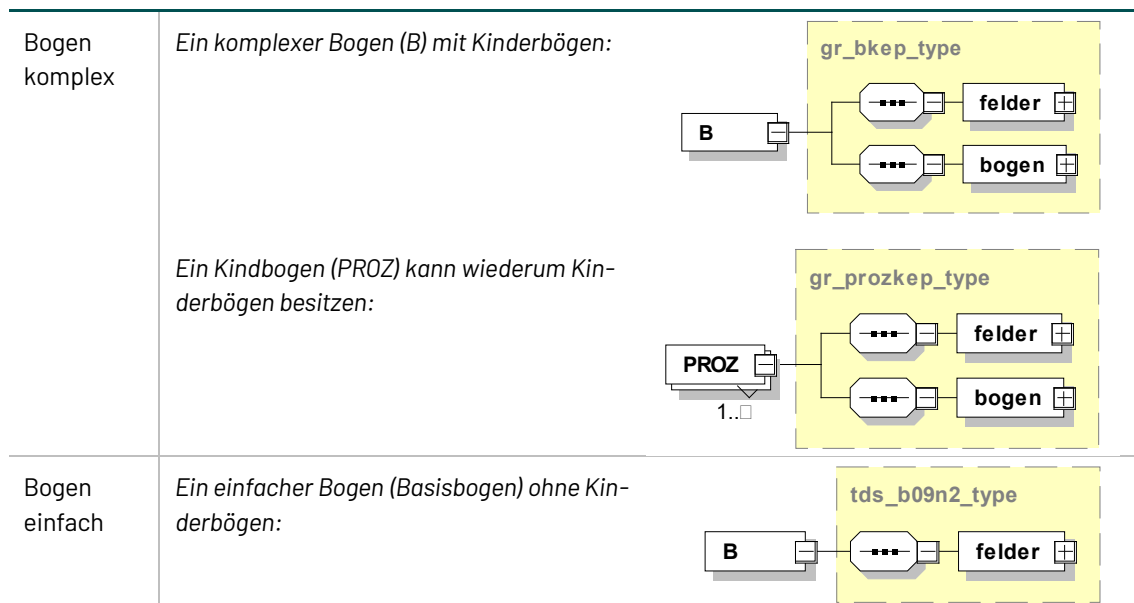 Bogen
komplex
Ein komplexer Bogen (B) mit Kinderbögen:
gr_bkep_type
felder
B
bogen
Ein Kindbogen (PROZ) kann wiederum Kin-
derbögen besitzen:
gr_prozkep_type
felder
PROZ
bogen
1..□
Bogen
einfach
Ein einfacher Bogen (Basisbogen) ohne Kin-
derbögen:
tds_b09n2_type
B
felder